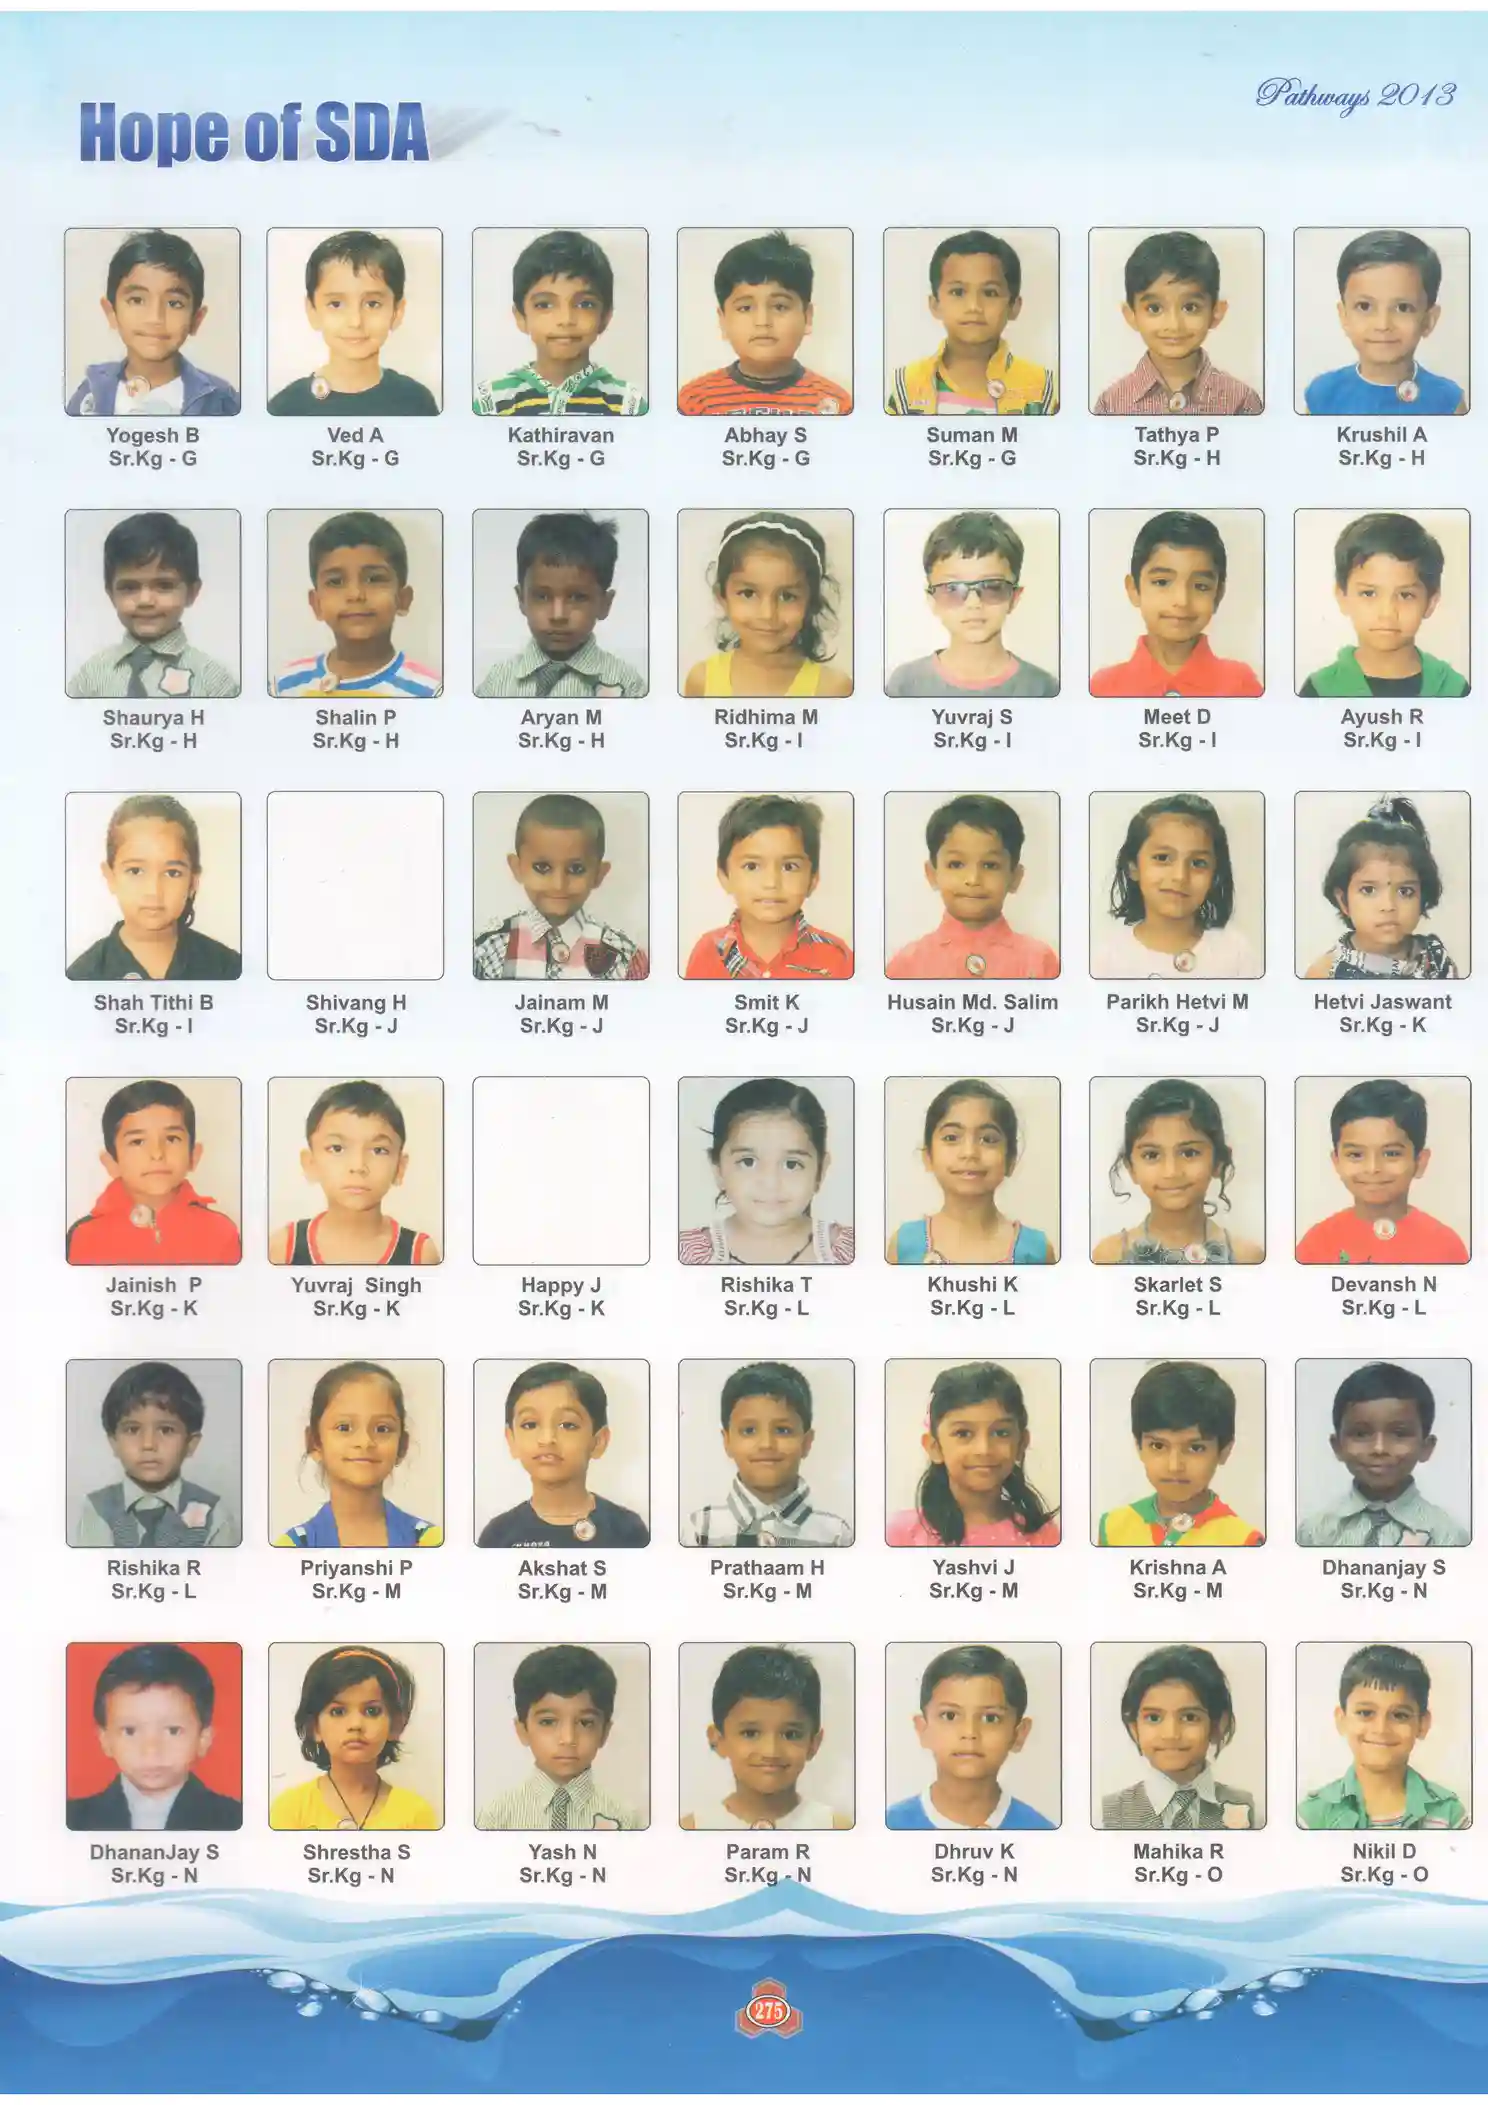 Pathways 2013
Hope of SDA
Yogesh B Ved A Kathiravan Abhay S Suman M Tathya P Krushil A
Sr.Kg - G Sr.Kg - G Sr.Kg - G Sr.Kg - G Sr.Kg - G Sr.Kg - H Sr.Kg - H
Shaurya H Shalin P Aryan M Ridhima M Yuvraj S Meet D Ayush R
Sr.Kg - H Sr.Kg - H Sr.Kg - H Sr.Kg - I Sr.Kg - I Sr.Kg - I Sr.Kg - I
Shah Tithi B Shivang H Jainam M Smit K Husain Md. Salim Parikh Hetvi M Hetvi Jaswant
Sr.Kg - I Sr.Kg - J Sr.Kg - J Sr.Kg - J Sr.Kg - J Sr.Kg - J Sr.Kg - K
Jainish P Yuvraj Singh Happy J Rishika T Khushi K Skarlet S Devansh N
Sr.Kg - K Sr.Kg - K Sr.Kg - K Sr.Kg - L Sr.Kg - L Sr.Kg - L Sr.Kg - L
Rishika R Priyanshi P Akshat S Prathaam H Yashvi J Krishna A Dhananjay S
Sr.Kg - L Sr.Kg - M Sr.Kg - M Sr.Kg - M Sr.Kg - M Sr.Kg - M Sr.Kg - N
DhananJay S Shrestha S Yash N Param R Dhruv K Mahika R Nikil D
Sr.Kg - N Sr.Kg - N Sr.Kg - N Sr.Kg - N Sr.Kg - N Sr.Kg - O Sr.Kg - O
275